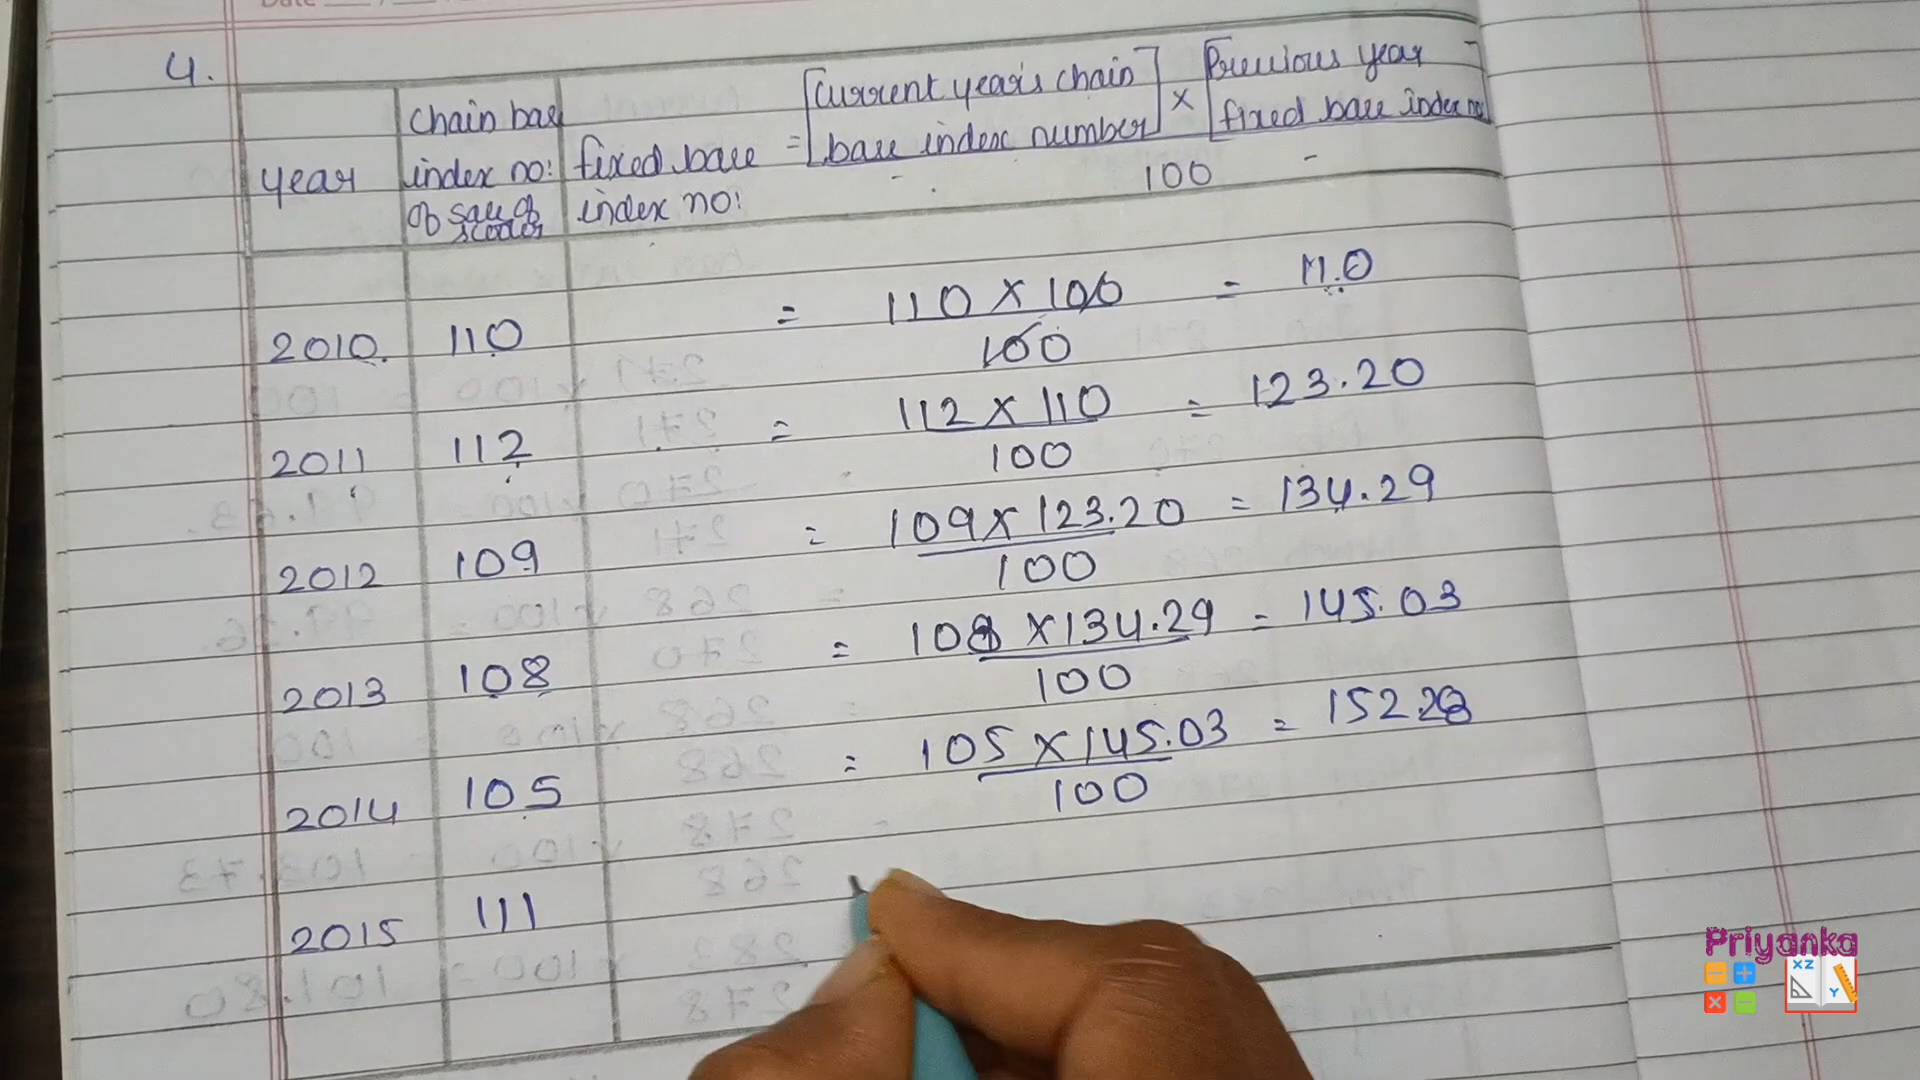 4.
year
Chain base
index no:
of sale of
scooter
fixed base = [Current year's chain
base index number] × [Previous year
fixed base index no]
index no:
100
2010. 110 = 110 × 100 = 110
100
2011 112 = 112 × 110 = 123.20
100
2012 109 = 109 × 123.20 = 134.29
100
2013 108 = 108 × 134.29 = 145.03
100
2014 105 = 105 × 145.03 = 152.28
100
2015 111
Priyanka
XZ
Y